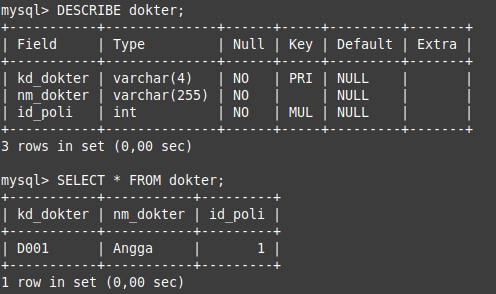 mysql> DESCRIBE dokter;
+-----------+--------------+------+-----+---------+-------+
| Field     | Type         | Null | Key | Default | Extra |
+-----------+--------------+------+-----+---------+-------+
| kd_dokter | varchar(4)   | NO   | PRI | NULL    |       |
| nm_dokter | varchar(255) | NO   |     | NULL    |       |
| id_poli   | int          | NO   | MUL | NULL    |       |
+-----------+--------------+------+-----+---------+-------+
3 rows in set (0,00 sec)

mysql> SELECT * FROM dokter;
+-----------+-----------+---------+
| kd_dokter | nm_dokter | id_poli |
+-----------+-----------+---------+
| D001      | Angga     |       1 |
+-----------+-----------+---------+
1 row in set (0,00 sec)